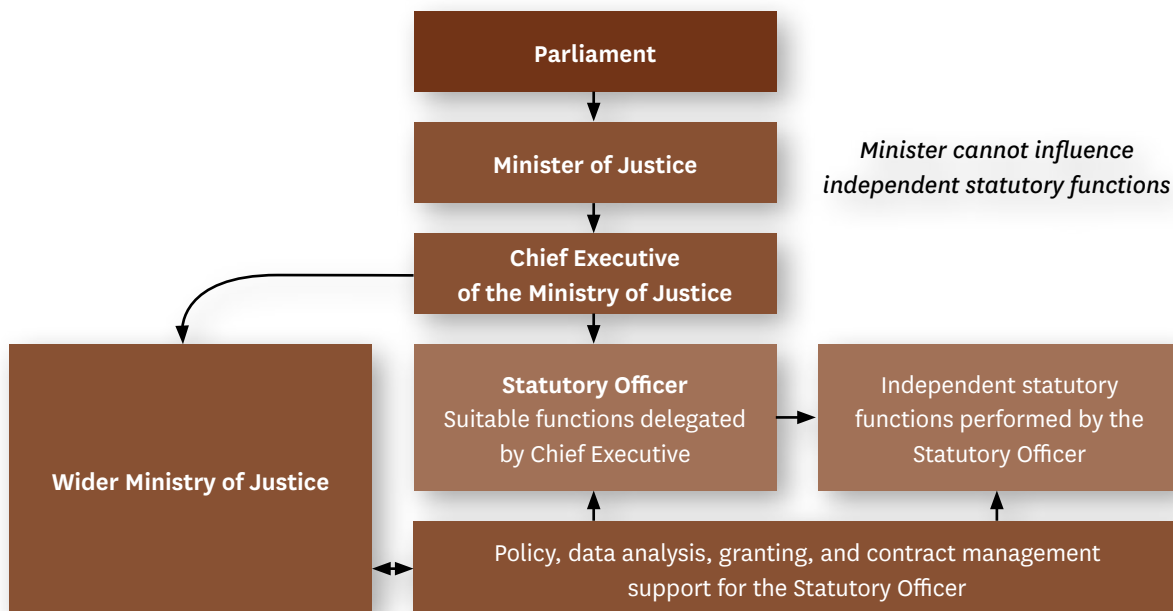 Parliament
Minister of Justice
Minister cannot influence
independent statutory functions
Chief Executive
of the Ministry of Justice
Wider Ministry of Justice
Statutory Officer
Suitable functions delegated
by Chief Executive
Independent statutory
functions performed by the
Statutory Officer
Policy, data analysis, granting, and contract management
support for the Statutory Officer